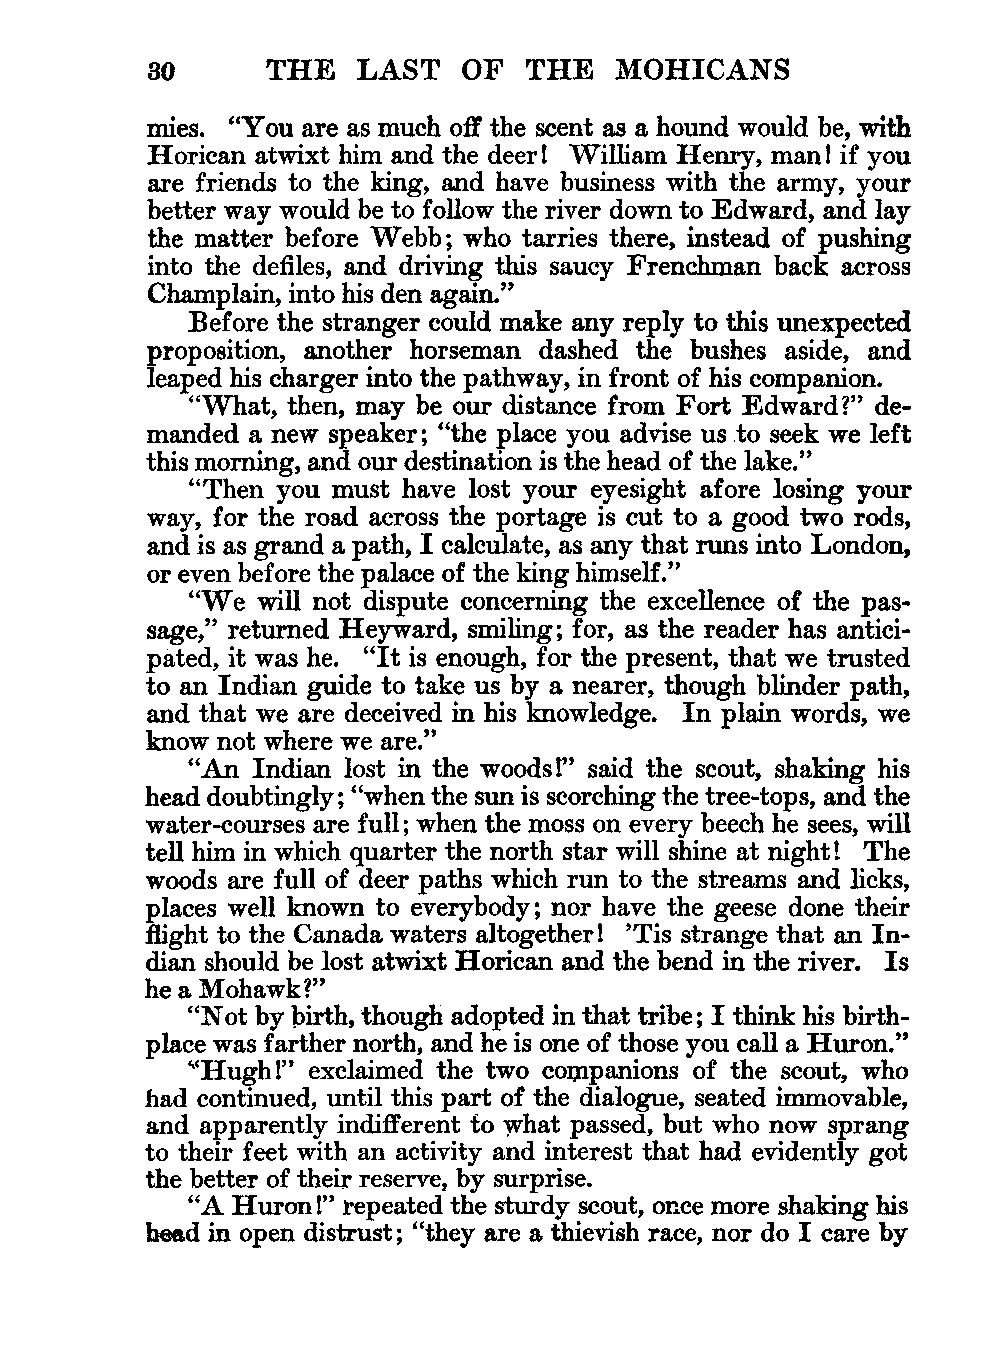 30 THE LAST OF THE MOHICANS
mies. “You are as much off the scent as a hound would be, with
Horican atwixt him and the deer! William Henry, man! if you
are friends to the king, and have business with the army, your
better way would be to follow the river down to Edward, and lay
the matter before Webb; who tarries there, instead of pushing
into the defiles, and driving this saucy Frenchman back across
Champlain, into his den again.”
Before the stranger could make any reply to this unexpected
proposition, another horseman dashed the bushes aside, and
leaped his charger into the pathway, in front of his companion.
“What, then, may be our distance from Fort Edward?” de-
manded a new speaker; “the place you advise us to seek we left
this morning, and our destination is the head of the lake.”
“Then you must have lost your eyesight afore losing your
way, for the road across the portage is cut to a good two rods,
and is as grand a path, I calculate, as any that runs into London,
or even before the palace of the king himself.”
“We will not dispute concerning the excellence of the pas-
sage,” returned Heyward, smiling; for, as the reader has antici-
pated, it was he. “It is enough, for the present, that we trusted
to an Indian guide to take us by a nearer, though blinder path,
and that we are deceived in his knowledge. In plain words, we
know not where we are.”
“An Indian lost in the woods!” said the scout, shaking his
head doubtingly; “when the sun is scorching the tree-tops, and the
water-courses are full; when the moss on every beech he sees, will
tell him in which quarter the north star will shine at night! The
woods are full of deer paths which run to the streams and licks,
places well known to everybody; nor have the geese done their
flight to the Canada waters altogether! ’Tis strange that an In-
dian should be lost atwixt Horican and the bend in the river. Is
he a Mohawk?”
“Not by birth, though adopted in that tribe; I think his birth-
place was farther north, and he is one of those you call a Huron.”
“Hugh!” exclaimed the two companions of the scout, who
had continued, until this part of the dialogue, seated immovable,
and apparently indifferent to what passed, but who now sprang
to their feet with an activity and interest that had evidently got
the better of their reserve, by surprise.
“A Huron!” repeated the sturdy scout, once more shaking his
head in open distrust; “they are a thievish race, nor do I care by